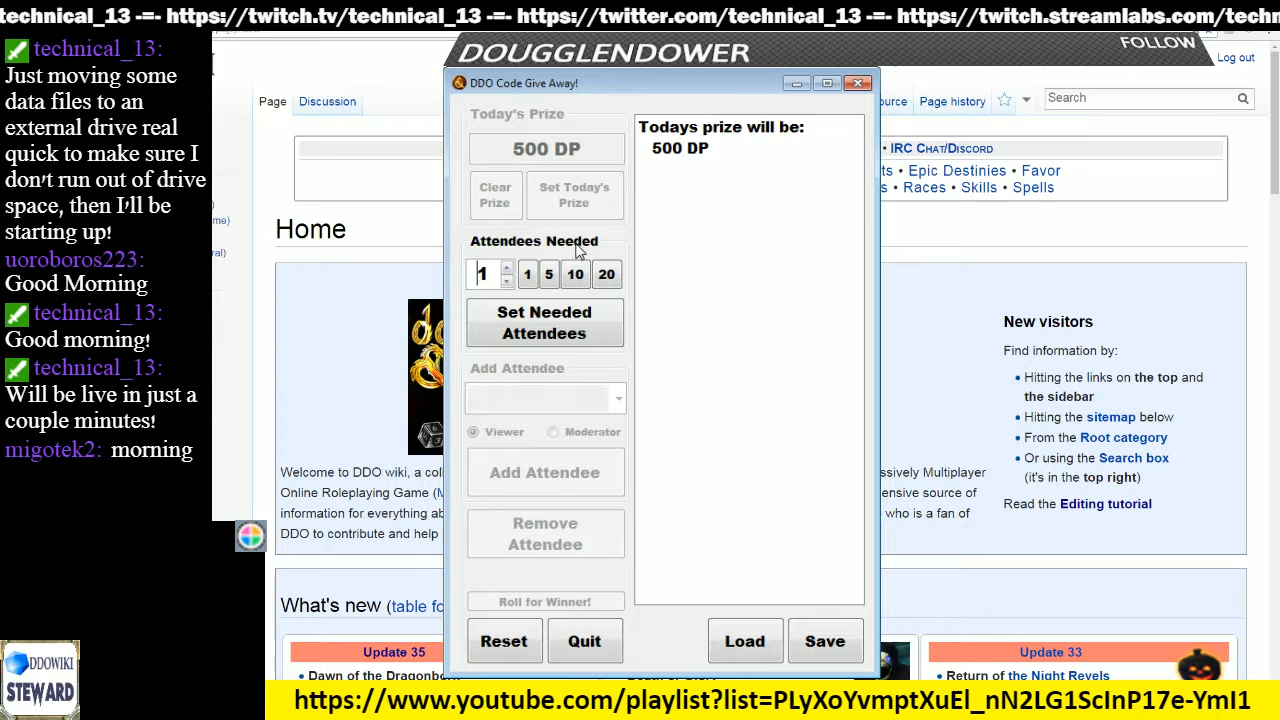 technical_13 -=- https://twitch.tv/technical_13 -=- https://twitter.com/technical_13 -=- https://twitch.streamlabs.com/techn
technical_13:
Just moving some
data files to an
external drive real
quick to make sure I
don't run out of drive
space, then I'll be
starting up!
uoroboros223:
Good Morning
technical_13:
Good morning!
technical_13:
Will be live in just a
couple minutes!
migotek2: morning
DDOWIKI
STEWARD
DOUGGLENDOWER
FOLLOW
Log out
Page
Discussion
Page history
Search
IRC CHAT/DISCORD
Epic Destinies
Favor
Races
Skills
Spells
Home
DDO Code Give Away!
Today's Prize
500 DP
Clear
Prize
Set Today's
Prize
Attendees Needed
1
1 5 10 20
Set Needed
Attendees
Add Attendee
Viewer
Moderator
Add Attendee
Remove
Attendee
Roll for Winner!
Reset
Quit
Load
Save
Todays prize will be:
500 DP
Welcome to DDO wiki, a
Online Roleplaying Game
information for everything
DDO to contribute and help
Multiplayer
source of
who is a fan of
New visitors
Find information by:
Hitting the links on the top and
the sidebar
Hitting the sitemap below
From the Root category
Or using the Search box
(it's in the top right)
Read the Editing tutorial
What's new
Update 35
Dawn of the
Update 33
Return of the Night Revels
https://www.youtube.com/playlist?list=PLyXoYvmptXuEl_nN2LG1ScInP17e-YmI1